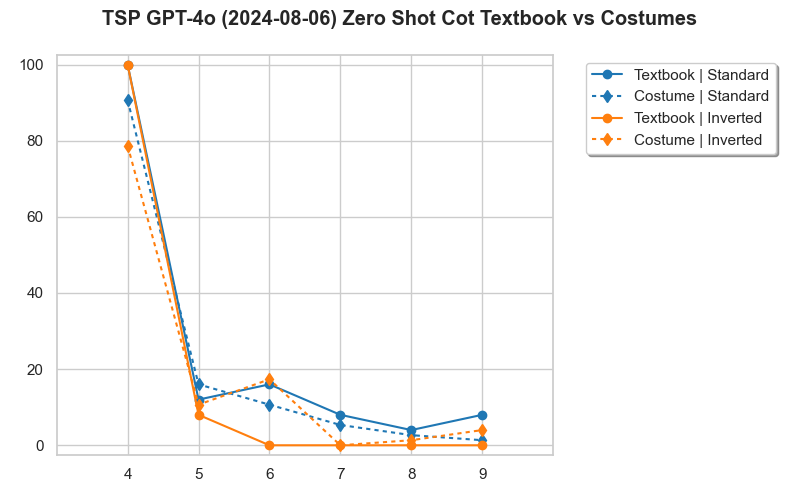 TSP GPT-4o (2024-08-06) Zero Shot Cot Textbook vs Costumes
100
80
60
40
20
0
4 5 6 7 8 9
Textbook | Standard
Costume | Standard
Textbook | Inverted
Costume | Inverted